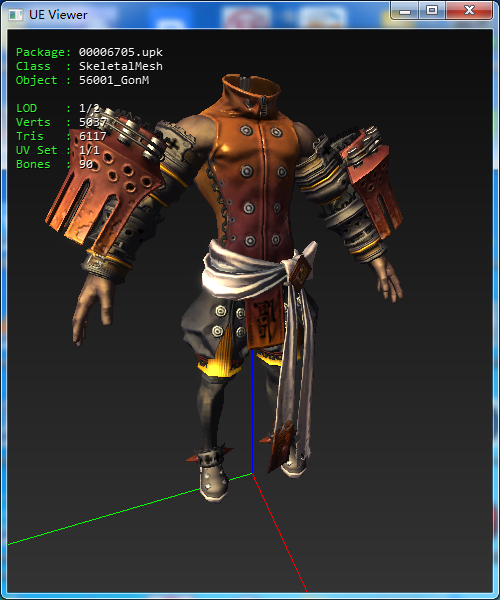 UE Viewer
Package: 00006705.upk
Class : SkeletalMesh
Object : 56001_GonM
LOD : 1/2
Verts : 5037
Tris : 6117
UV Set : 1/1
Bones : 90